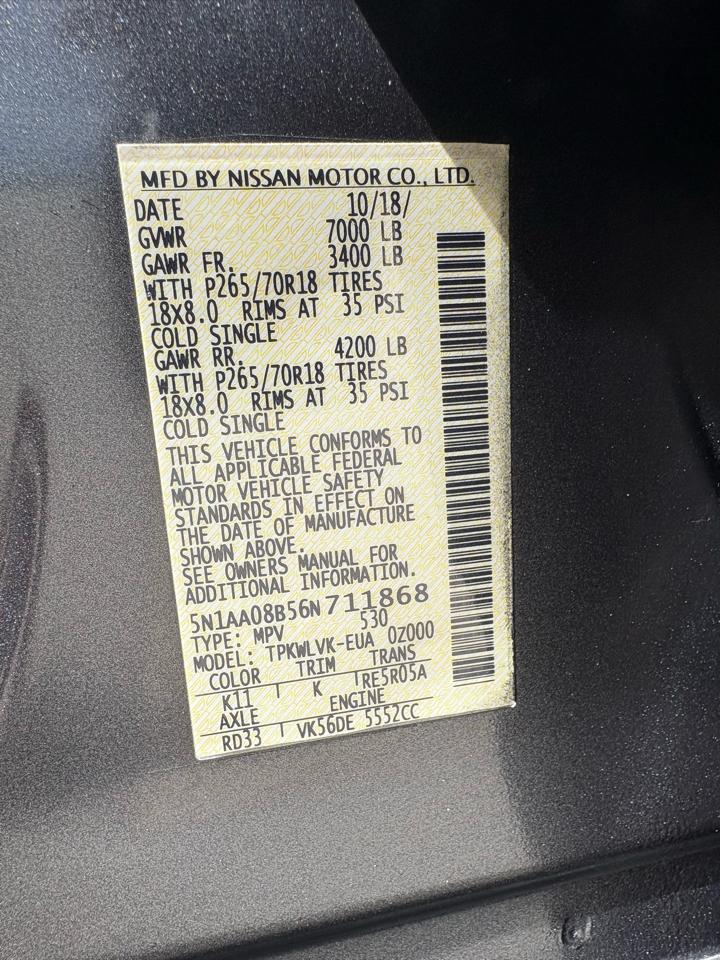 MFD BY NISSAN MOTOR CO., LTD.
DATE 10/18/
GVWR 7000 LB
GAWR FR. 3400 LB
WITH P265/70R18 TIRES
18X8.0 RIMS AT 35 PSI
COLD SINGLE
GAWR RR. 4200 LB
WITH P265/70R18 TIRES
18X8.0 RIMS AT 35 PSI
COLD SINGLE
THIS VEHICLE CONFORMS TO
ALL APPLICABLE FEDERAL
MOTOR VEHICLE SAFETY
STANDARDS IN EFFECT ON
THE DATE OF MANUFACTURE
SHOWN ABOVE.
SEE OWNERS MANUAL FOR
ADDITIONAL INFORMATION.
5N1AA08B56N711868
TYPE: MPV 530
MODEL: TPKWLVK-EUA 0Z000
COLOR TRIM TRANS
K11 K RE5R05A
AXLE ENGINE
RD33 VK56DE 5552CC